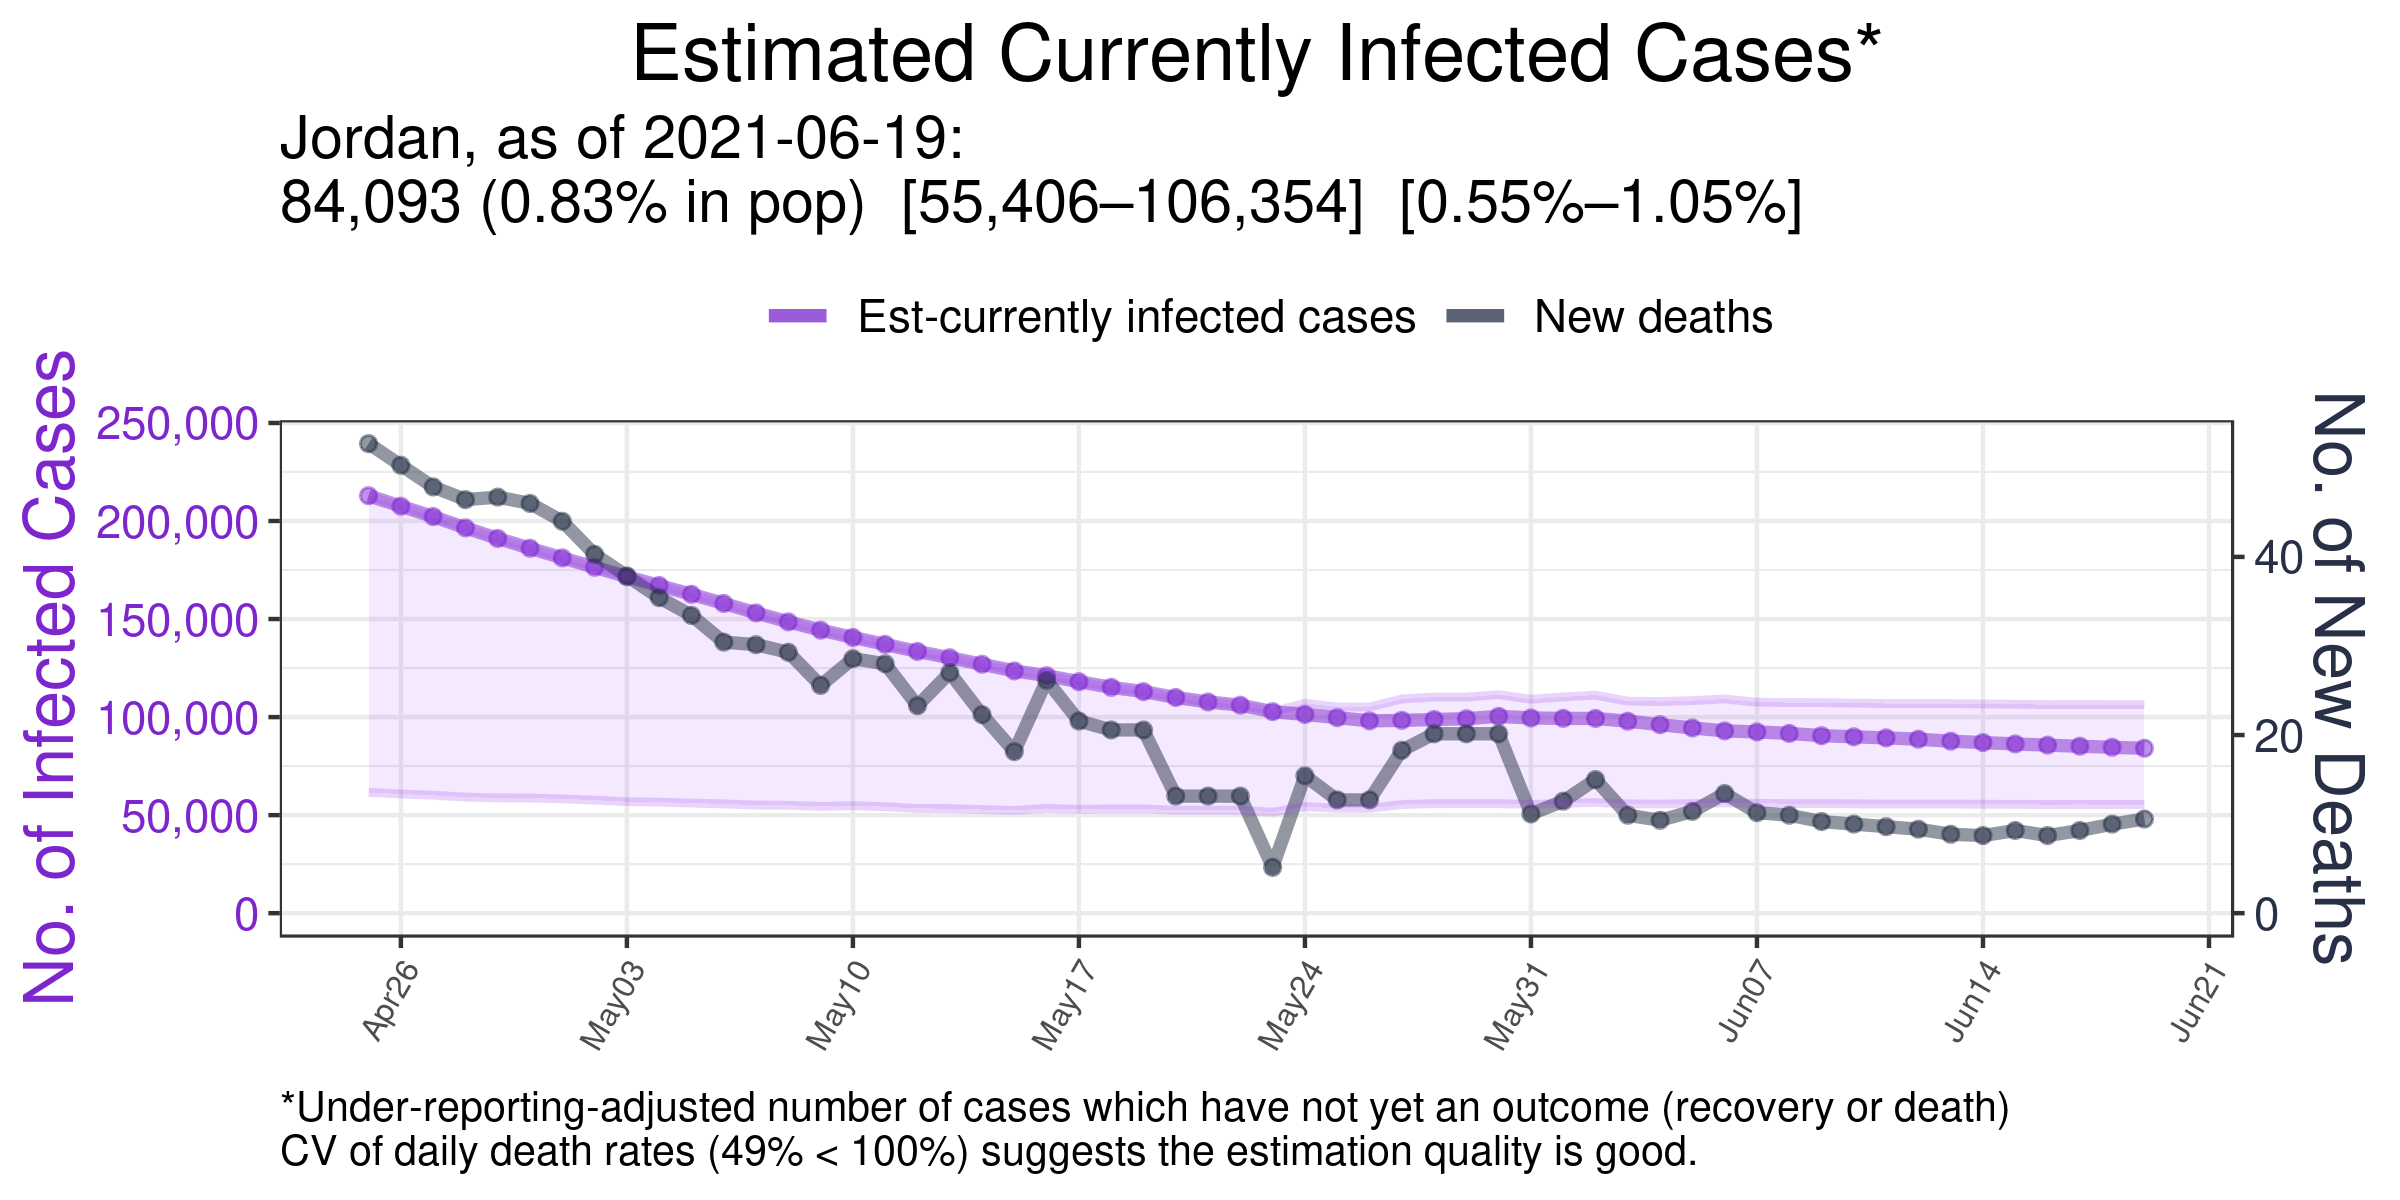 Estimated Currently Infected Cases*
Jordan, as of 2021-06-19:
84,093 (0.83% in pop)  [55,406–106,354]  [0.55%–1.05%]
Est-currently infected cases
New deaths
No. of Infected Cases
250,000
200,000
150,000
100,000
50,000
0
40
20
0
No. of New Deaths
Apr26
May03
May10
May17
May24
May31
Jun07
Jun14
Jun21
*Under-reporting-adjusted number of cases which have not yet an outcome (recovery or death)
CV of daily death rates (49% < 100%) suggests the estimation quality is good.